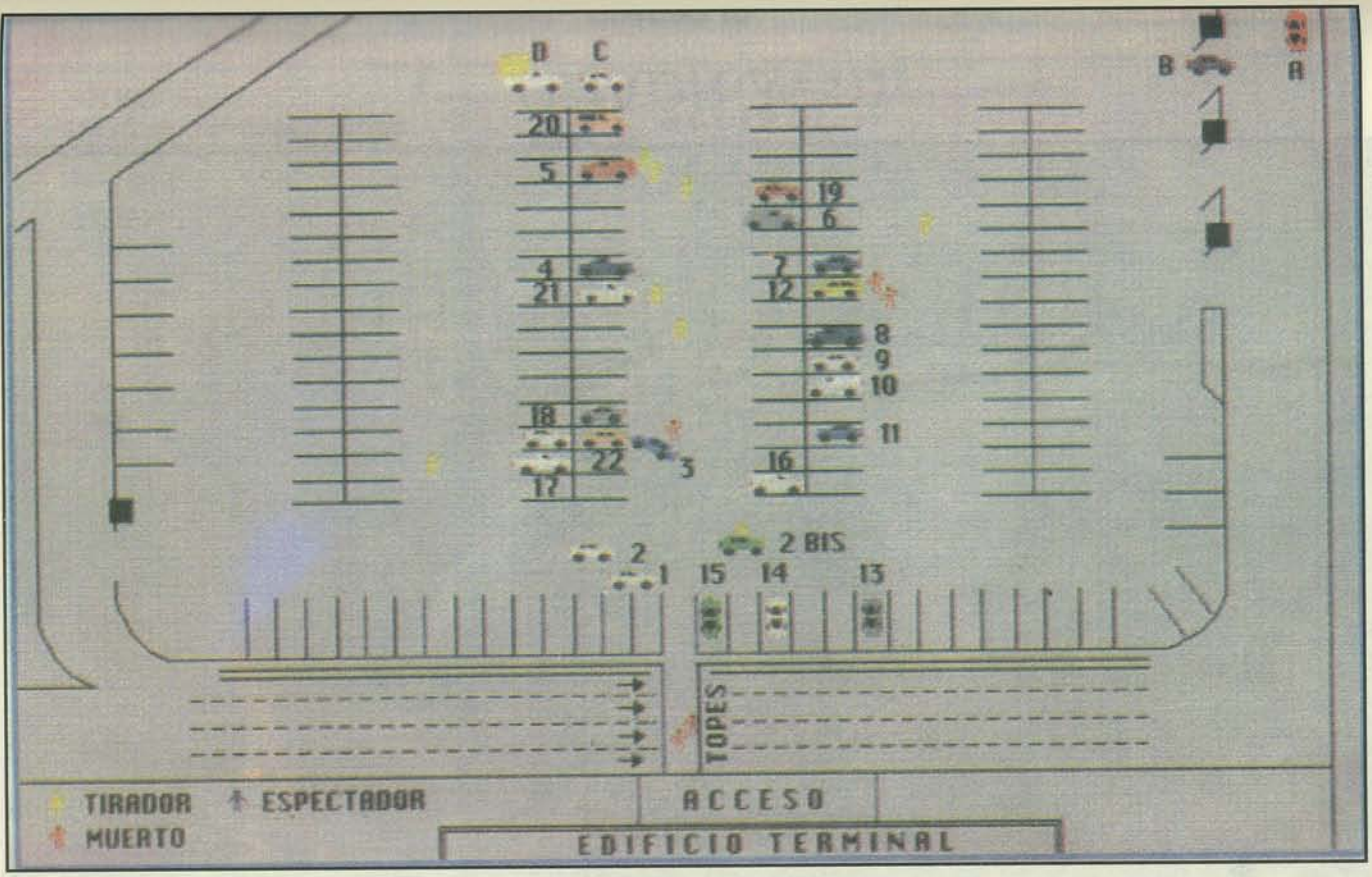 D C
B A
20
5
19
6
4 7
21 12
8
9
10
18
11
22 3 16
17
2 2 BIS
1 15 14 13
TOPES
TIRADOR ESPECTADOR ACCESO
MUERTO
EDIFICIO TERMINAL